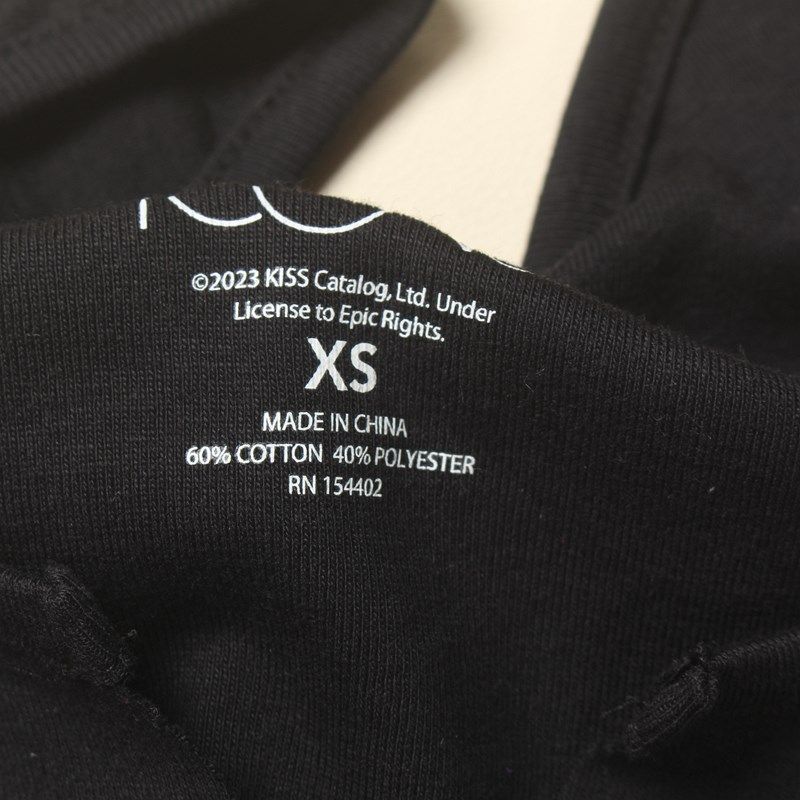 ©2023 KISS Catalog, Ltd. Under
License to Epic Rights.
XS
MADE IN CHINA
60% COTTON 40% POLYESTER
RN 154402